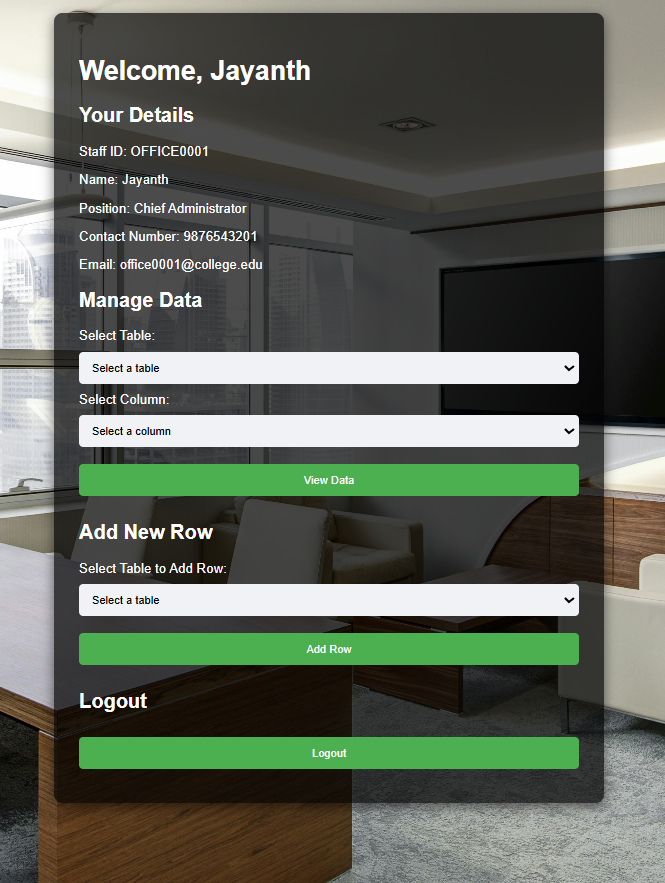 Welcome, Jayanth
Your Details
Staff ID: OFFICE0001
Name: Jayanth
Position: Chief Administrator
Contact Number: 9876543201
Email: office0001@college.edu
Manage Data
Select Table:
Select a table
Select Column:
Select a column
View Data
Add New Row
Select Table to Add Row:
Select a table
Add Row
Logout
Logout